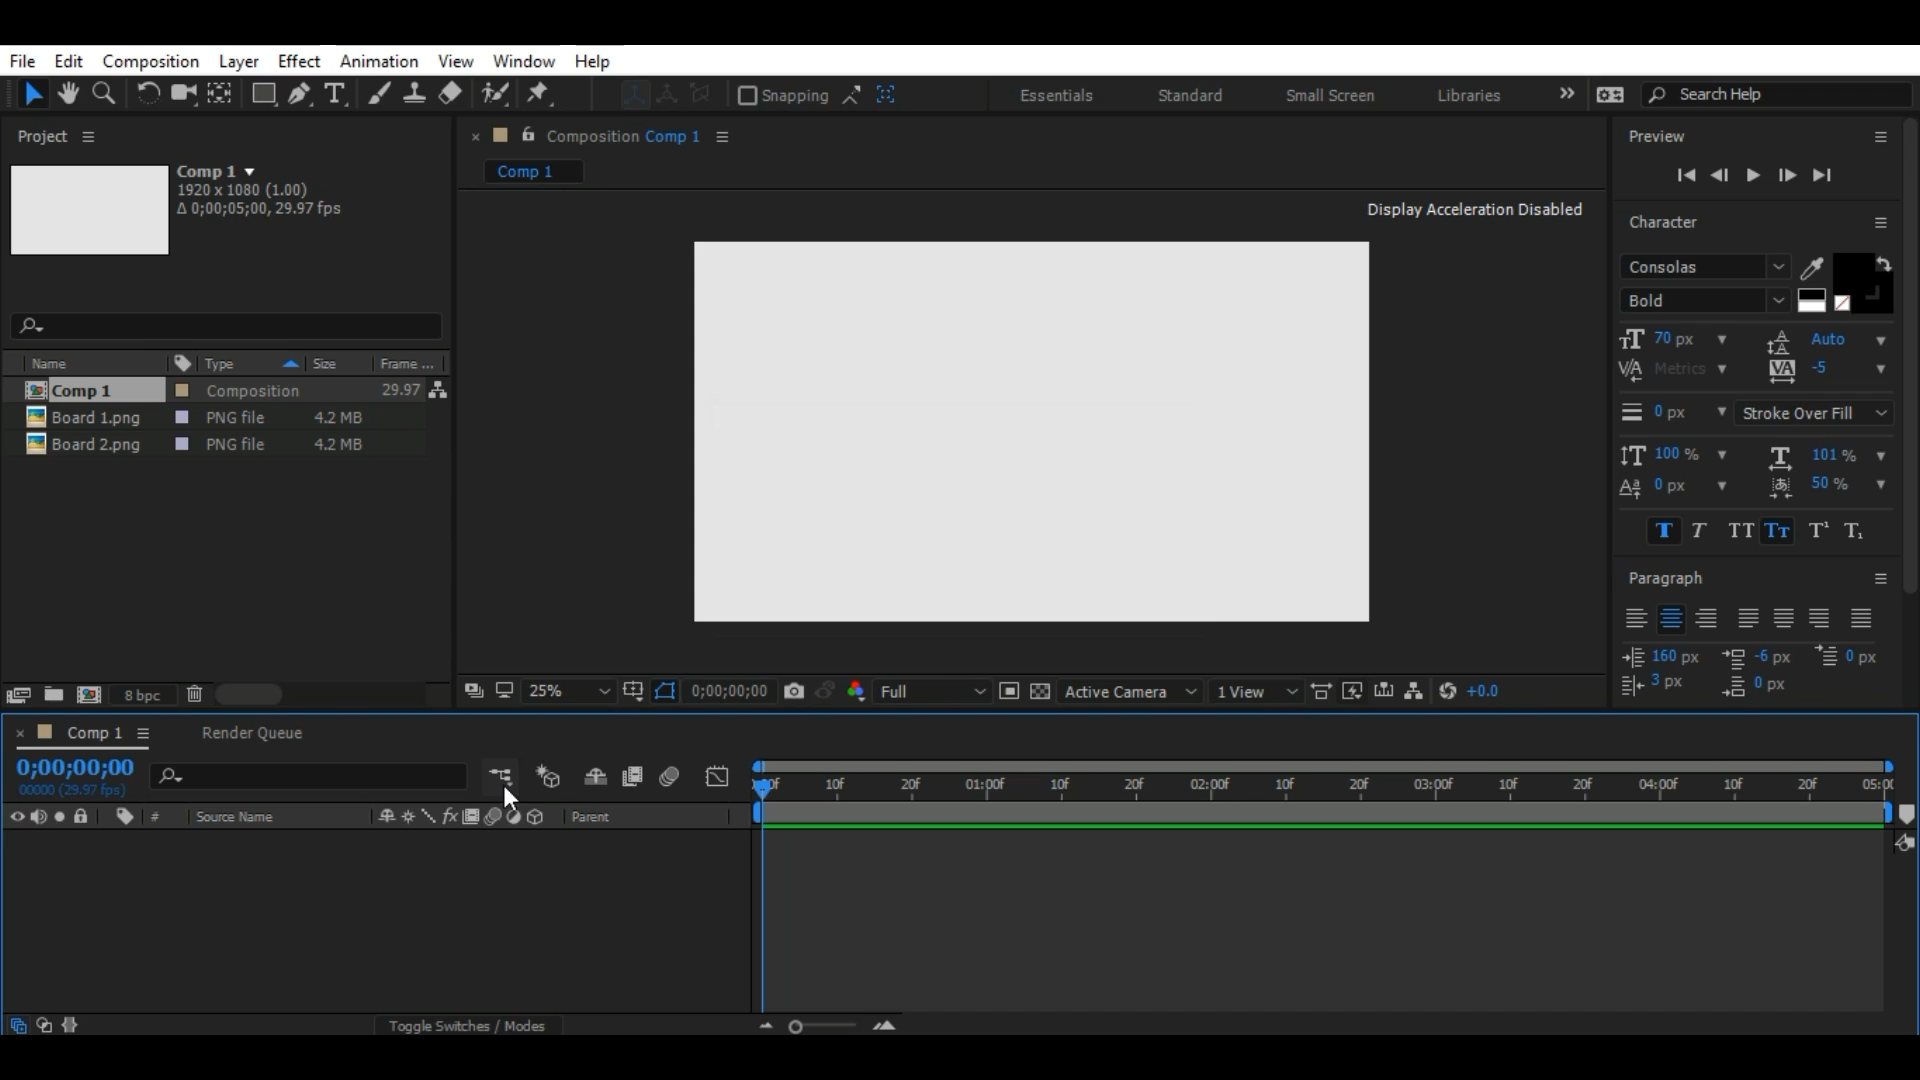 File Edit Composition Layer Effect Animation View Window Help
Snapping Essentials Standard Small Screen Libraries Search Help
Project
Composition Comp 1
Preview
Comp 1
1920 x 1080 (1.00)
Δ 0;00;05;00, 29.97 fps
Comp 1
Display Acceleration Disabled
Character
Consolas
Bold
70 px Auto
Metrics -5
0 px Stroke Over Fill
100 % 101 %
0 px 50 %
T T TT Tt T¹ T₁
Name Type Size Frame ...
Comp 1 Composition 29.97
Board 1.png PNG file 4.2 MB
Board 2.png PNG file 4.2 MB
Paragraph
160 px -6 px 0 px
3 px 0 px
8 bpc
25% 0;00;00;00 Full Active Camera 1 View +0.0
Comp 1 Render Queue
0;00;00;00
00000 (29.97 fps)
10f 20f 01:00f 10f 20f 02:00f 10f 20f 03:00f 10f 20f 04:00f 10f 20f
# Source Name fx Parent
Toggle Switches / Modes